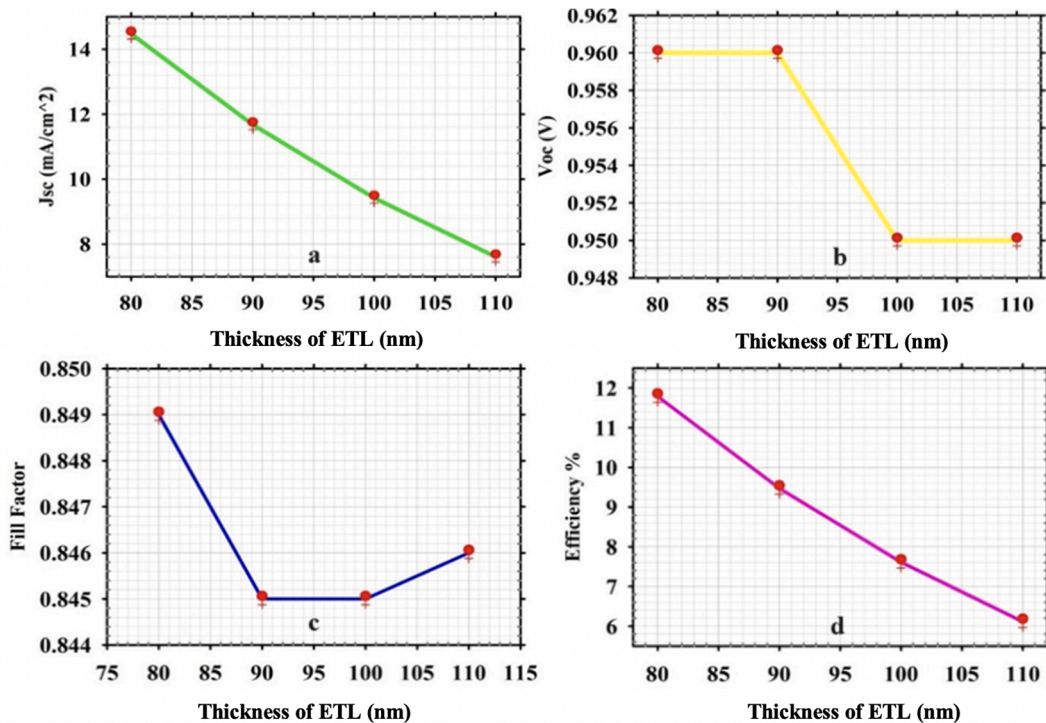 Jsc (mA/cm^2)
14
12
10
8
a
80 85 90 95 100 105 110
Thickness of ETL (nm)
Voc (V)
0.962
0.960
0.958
0.956
0.954
0.952
0.950
0.948
b
80 85 90 95 100 105 110
Thickness of ETL (nm)
Fill Factor
0.850
0.849
0.848
0.847
0.846
0.845
0.844
c
75 80 85 90 95 100 105 110 115
Thickness of ETL (nm)
Efficiency %
12
11
10
9
8
7
6
d
80 85 90 95 100 105 110
Thickness of ETL (nm)